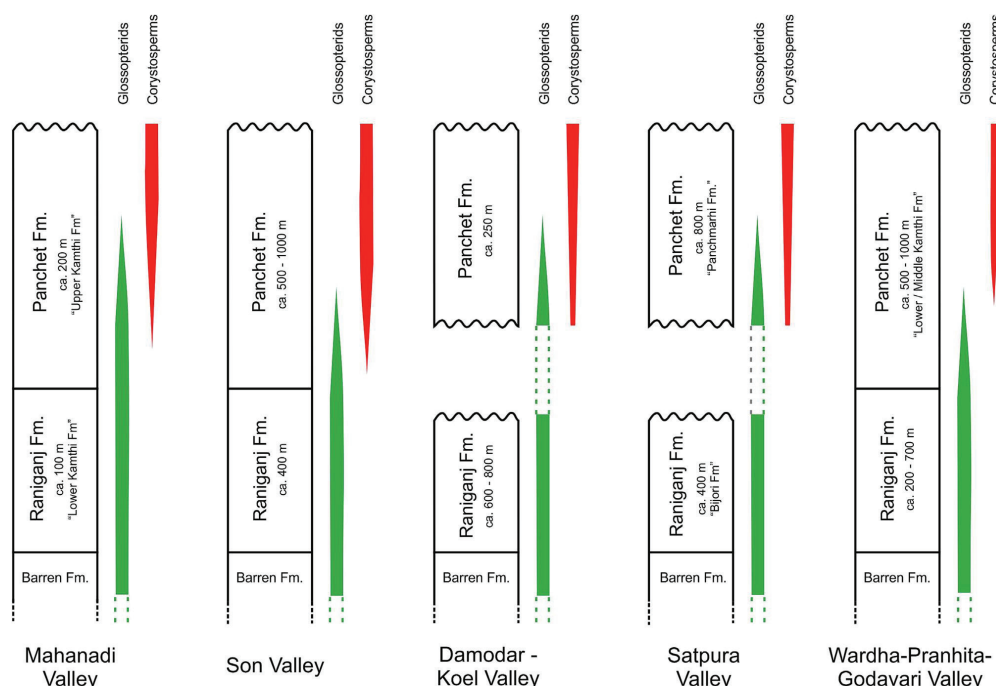 Glossopterids
Corystosperms
Panchet Fm.
ca. 200 m
“Upper Kamthi Fm”
Raniganj Fm.
ca. 100 m
“Lower Kamthi Fm”
Barren Fm.
Mahanadi
Valley
Glossopterids
Corystosperms
Panchet Fm.
ca. 500 - 1000 m
Raniganj Fm.
ca. 400 m
Barren Fm.
Son Valley
Glossopterids
Corystosperms
Panchet Fm.
ca. 250 m
Raniganj Fm.
ca. 600 - 800 m
Barren Fm.
Damodar -
Koel Valley
Glossopterids
Corystosperms
Panchet Fm.
ca. 800 m
“Panchmarhi Fm.”
Raniganj Fm.
ca. 400 m
“Bijori Fm”
Barren Fm.
Satpura
Valley
Glossopterids
Corystosperms
Panchet Fm.
ca. 500 - 1000 m
“Lower / Middle Kamthi Fm”
Raniganj Fm.
ca. 200 - 700 m
Barren Fm.
Wardha-Pranhita-
Godavari Valley